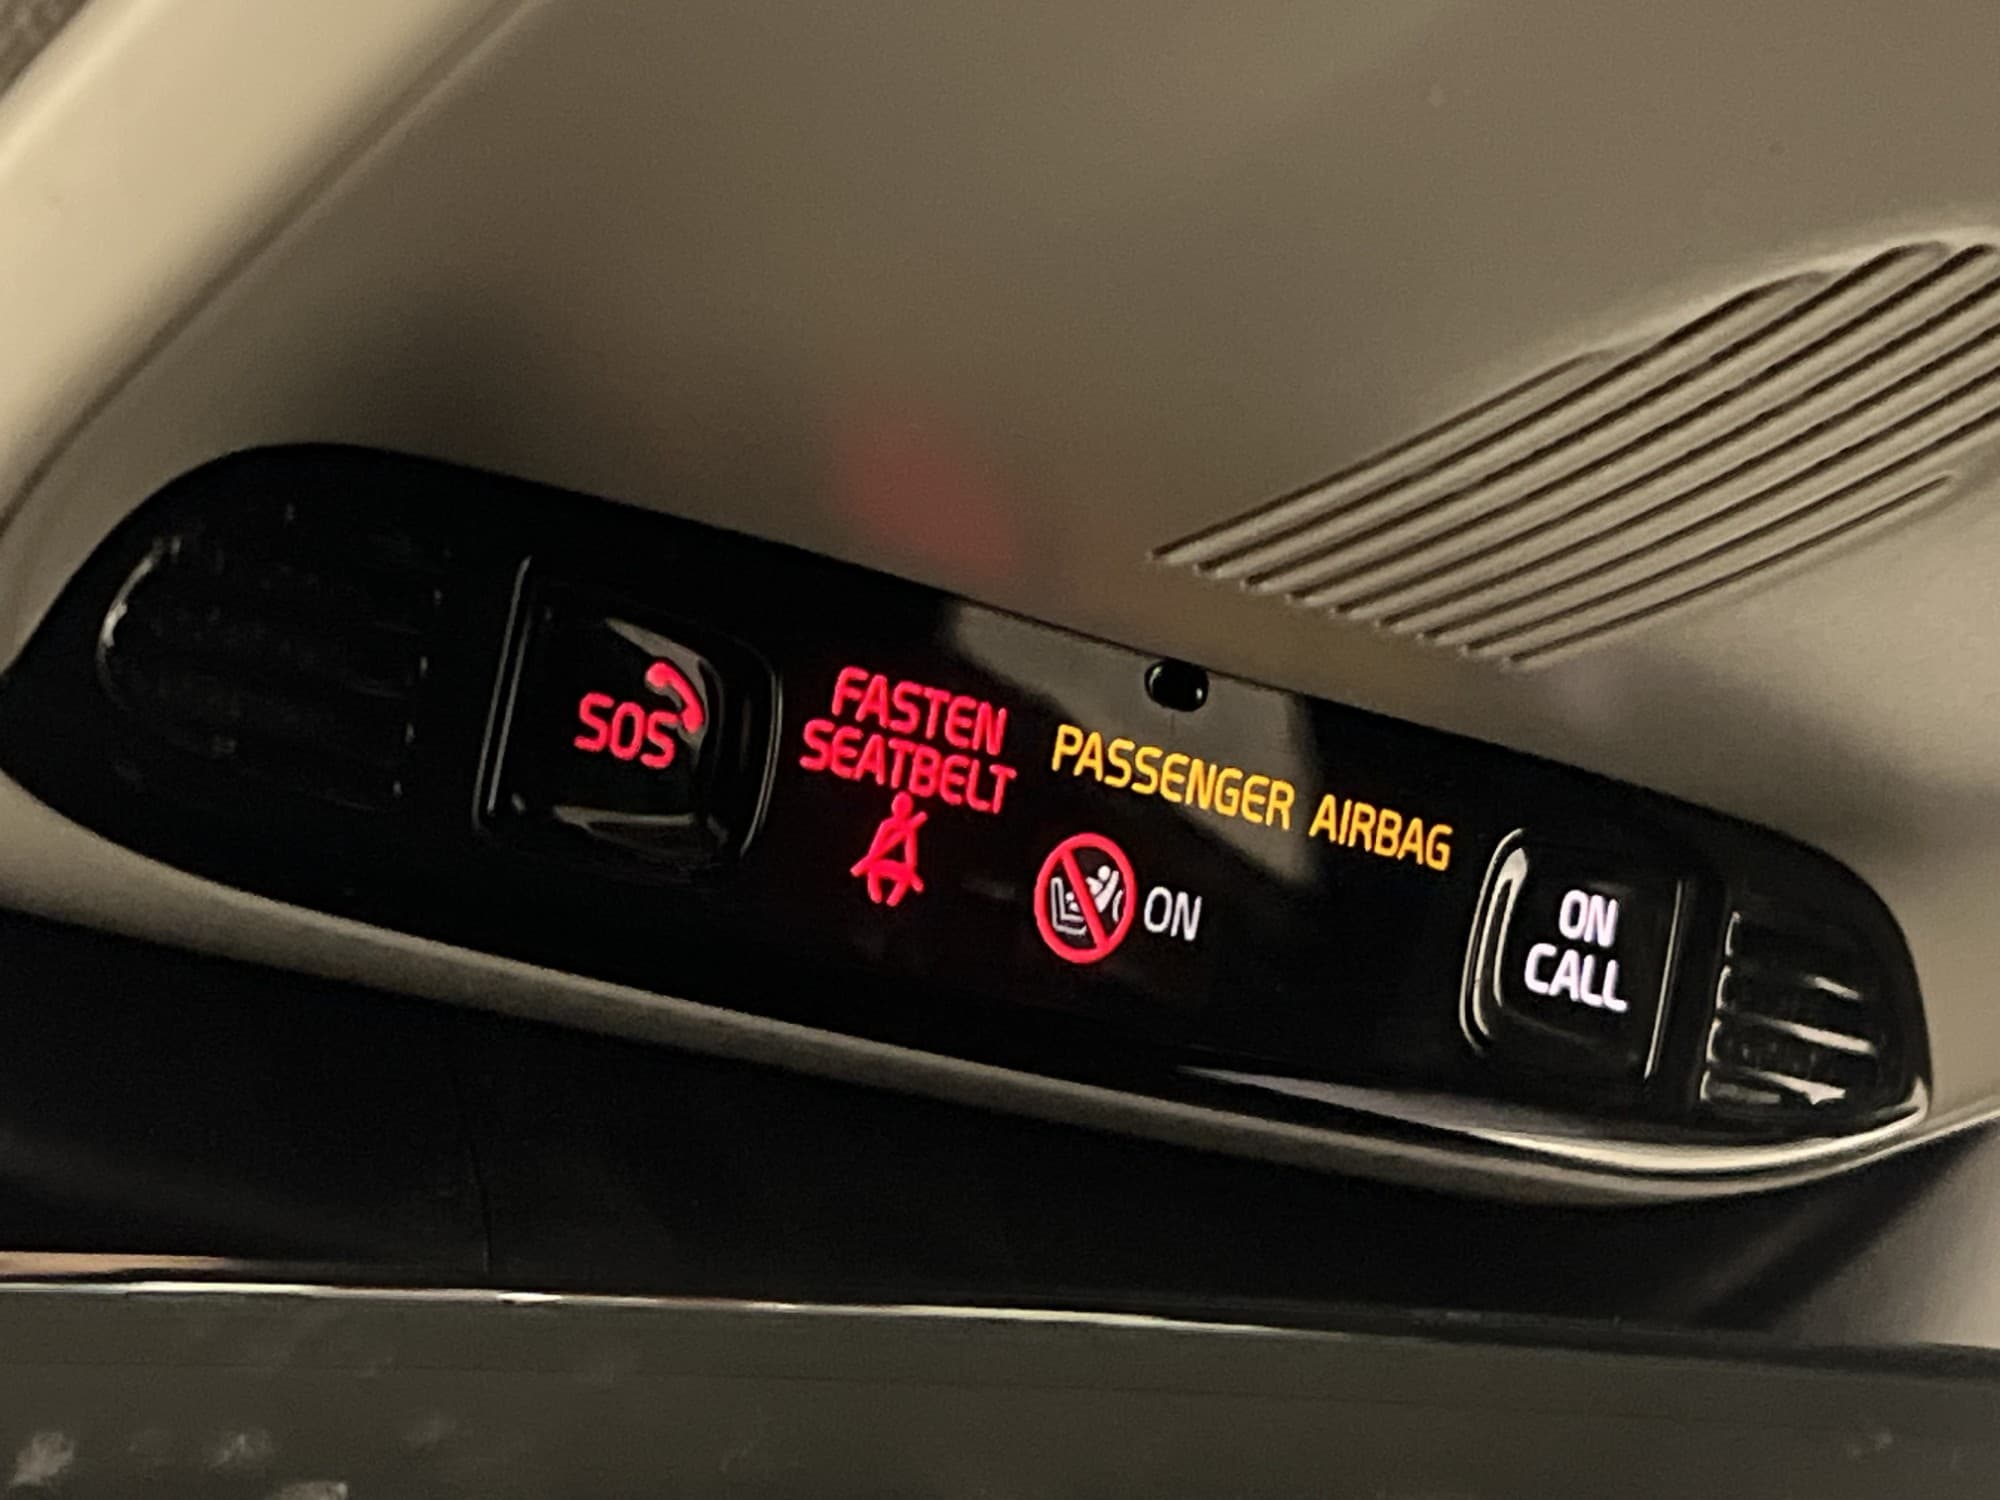 SOS
FASTEN
SEATBELT
PASSENGER AIRBAG
ON
ON
CALL